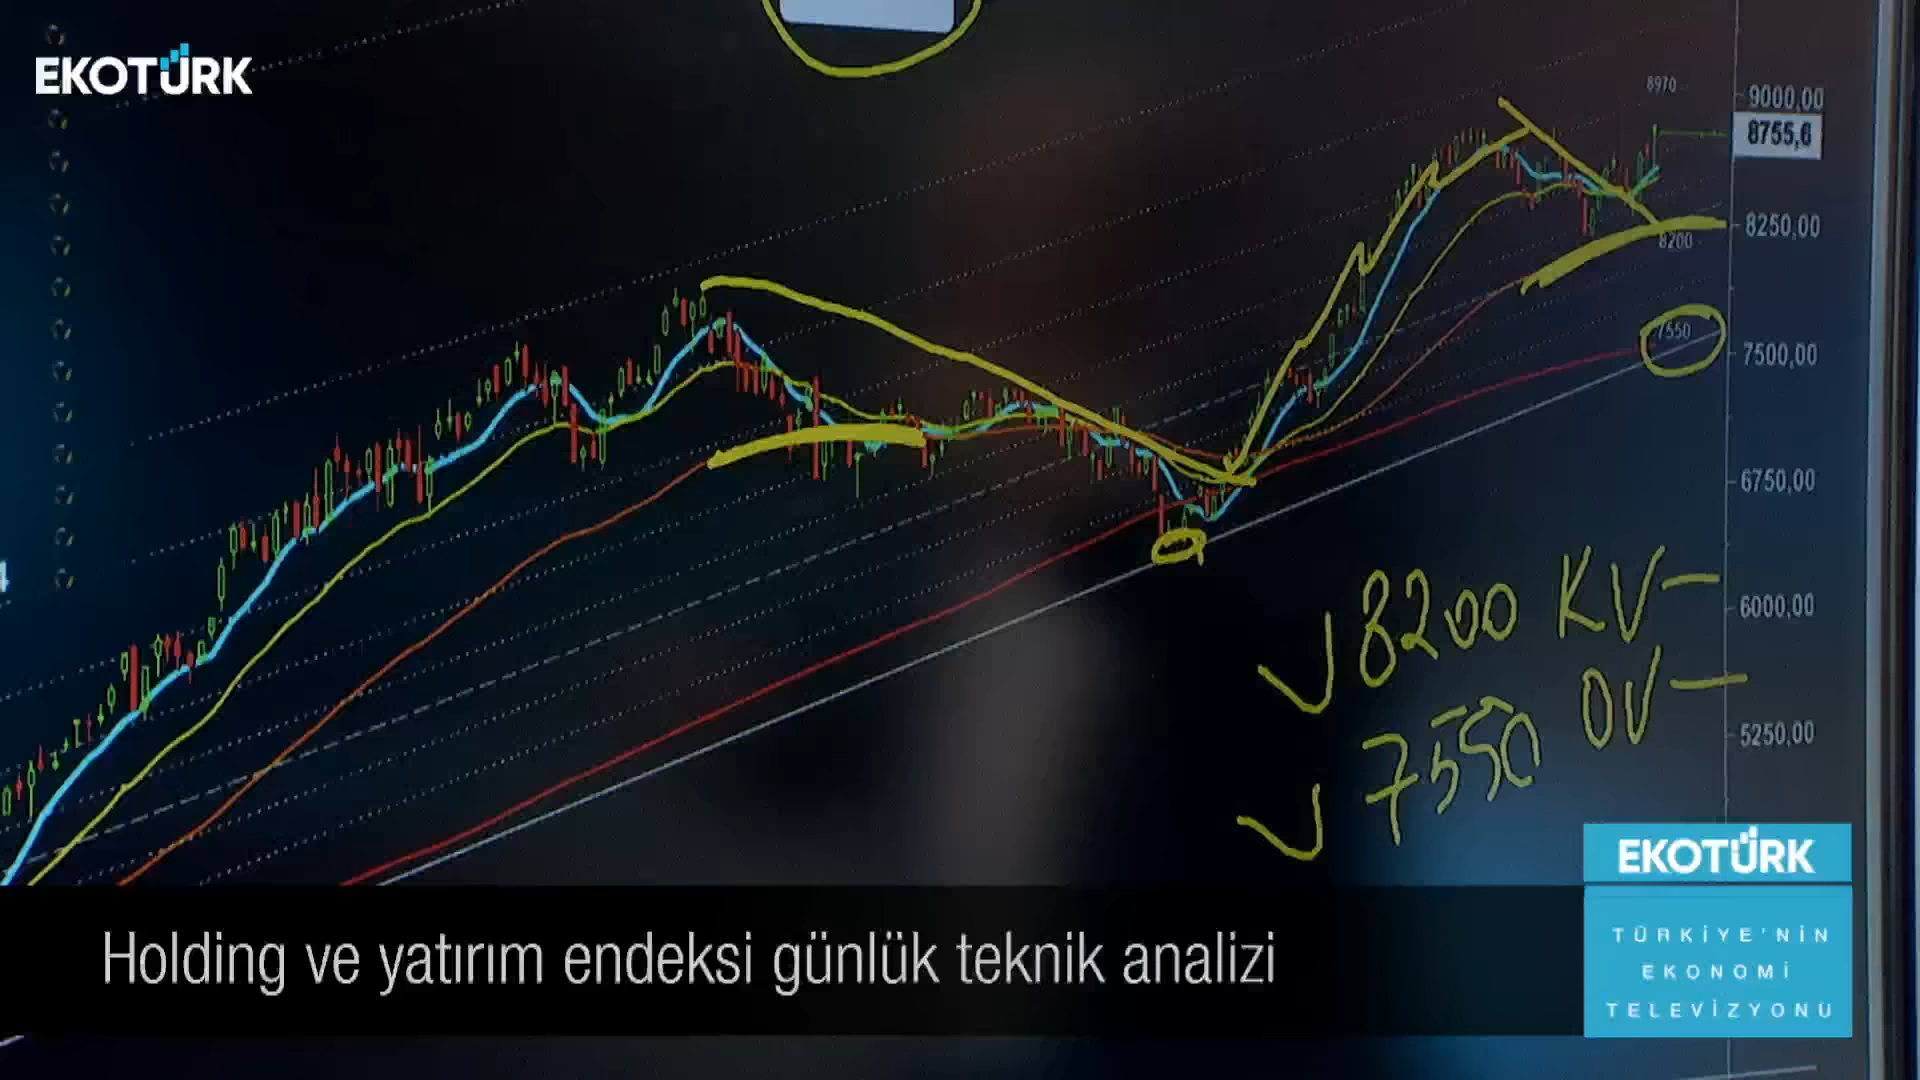 EKOTÜRK
8970
9000,00
8755,6
8250,00
8200
7550
7500,00
6750,00
6000,00
8200 KV-
7550 OV-
5250,00
EKOTÜRK
TÜRKİYE'NİN
EKONOMİ
TELEVİZYONU
Holding ve yatırım endeksi günlük teknik analizi